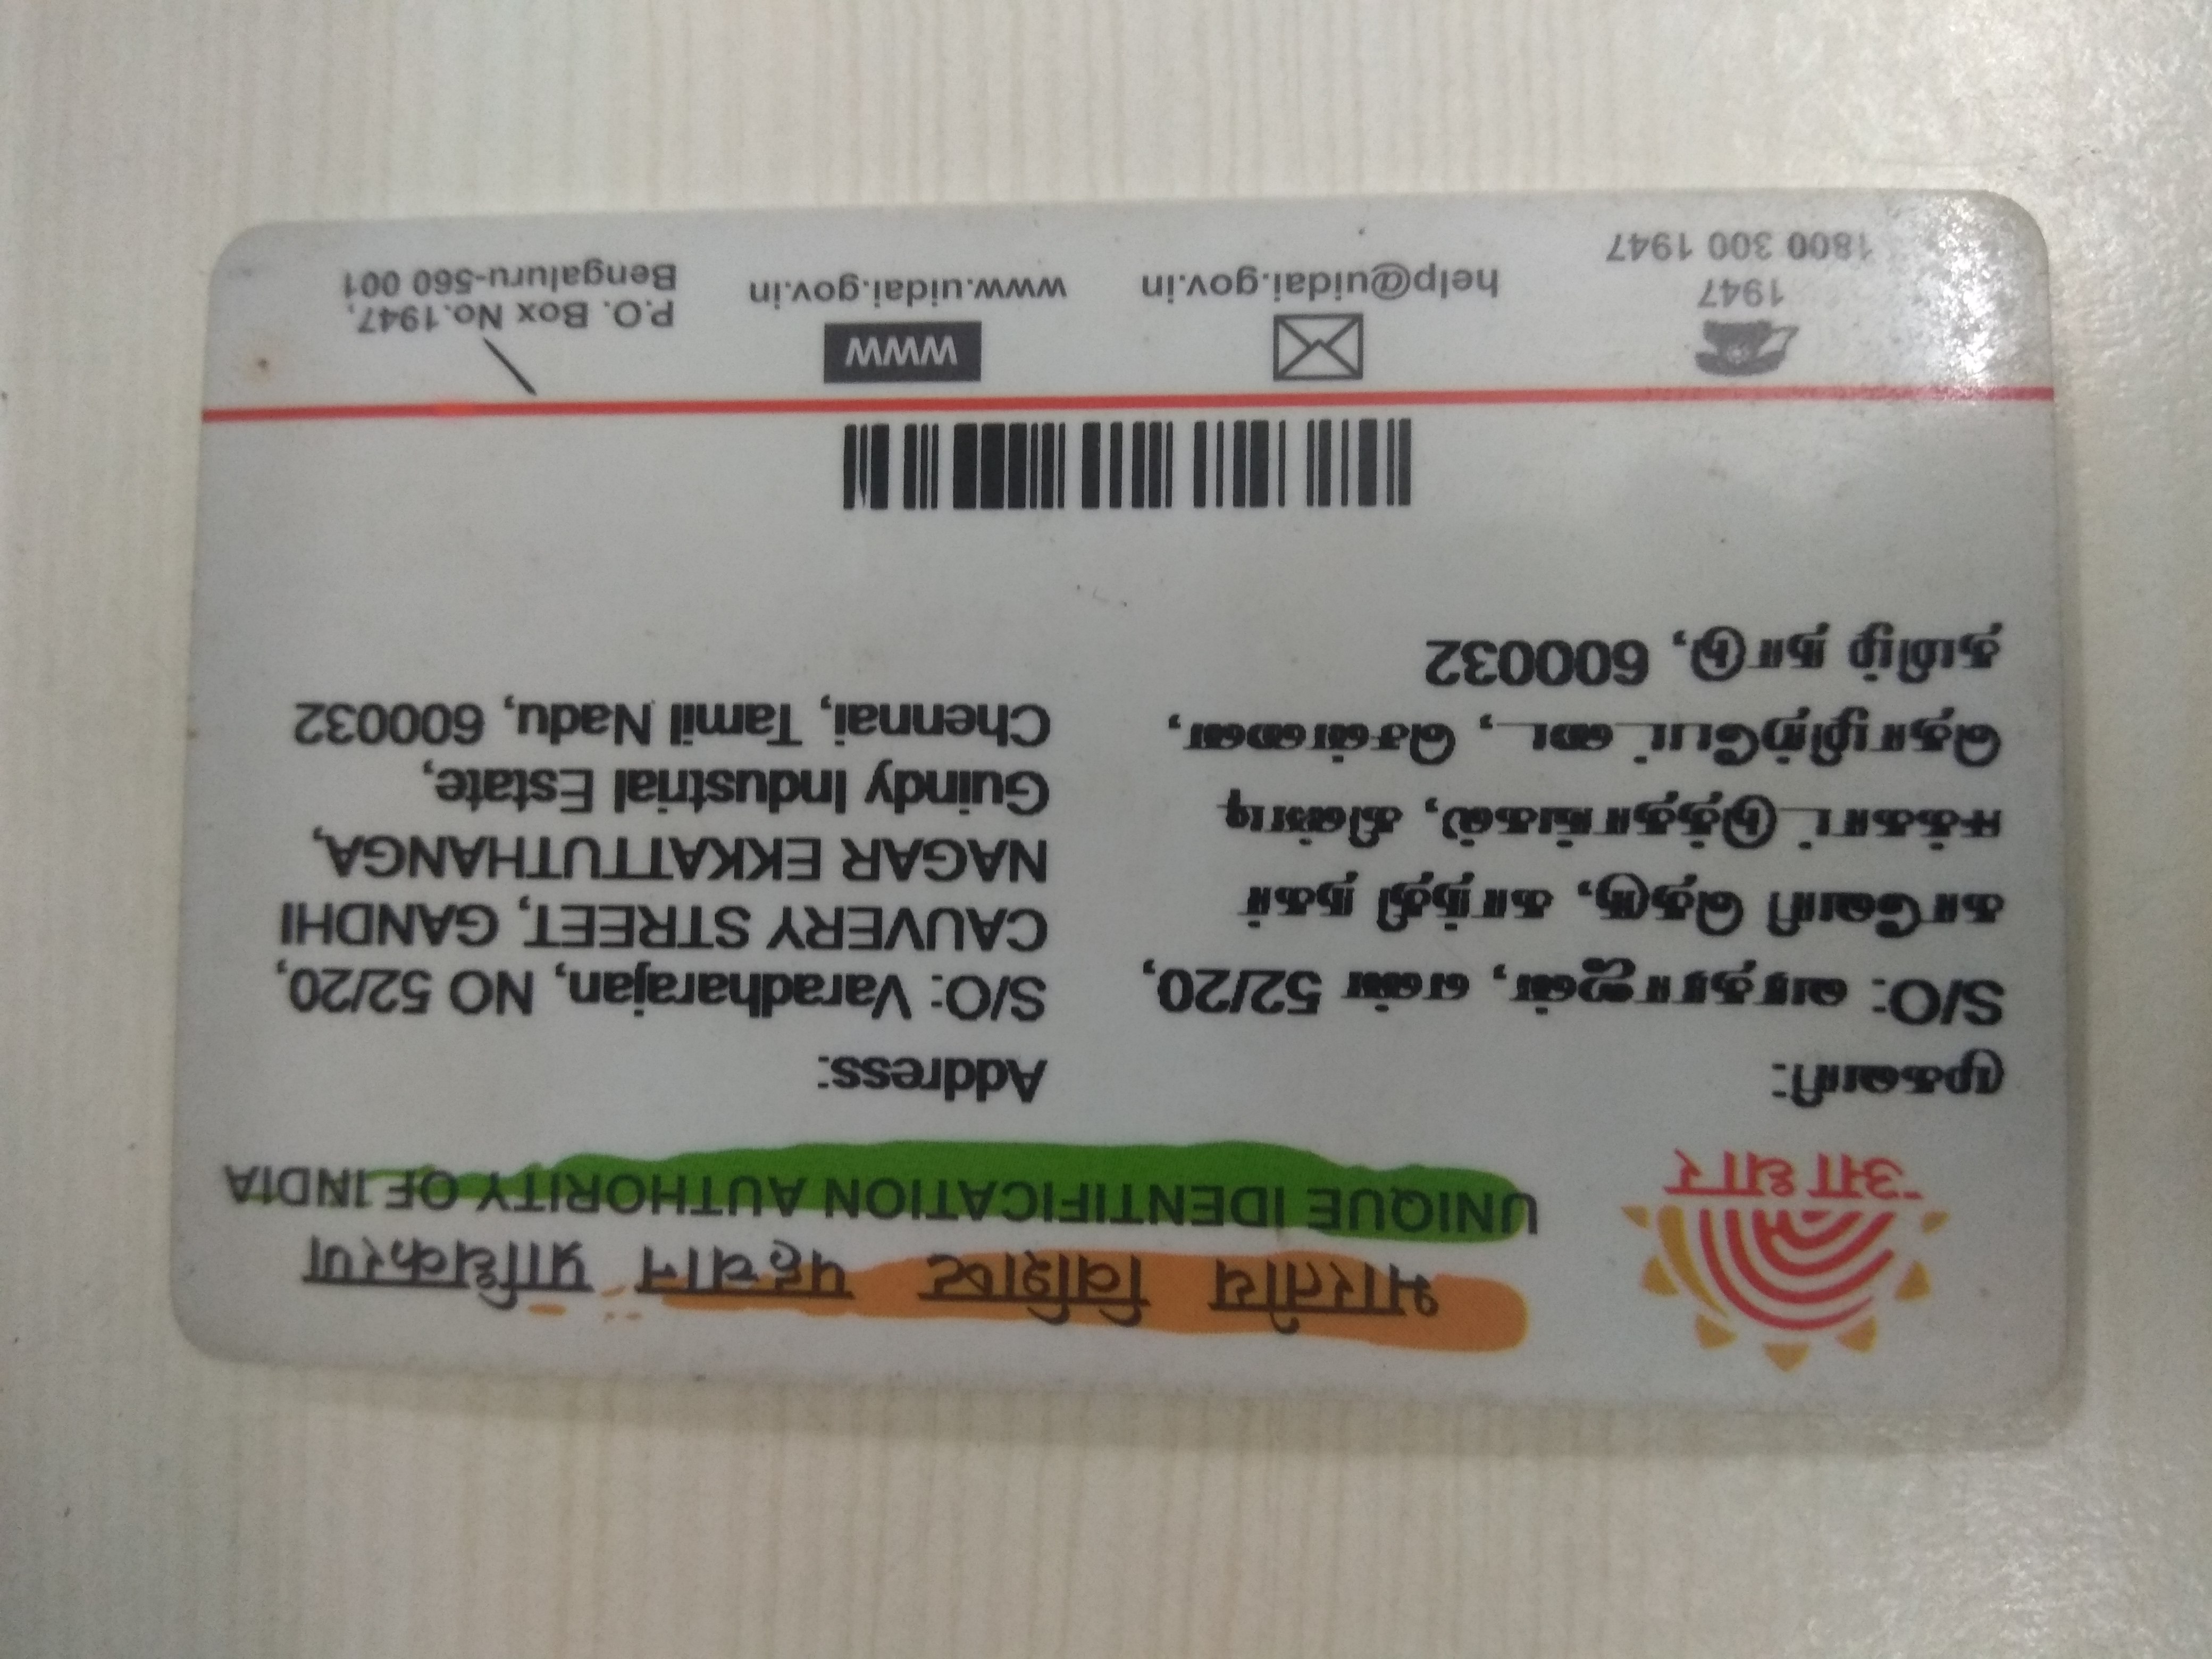 भारतीय विशिष्ट पहचान प्राधिकरण
UNIQUE IDENTIFICATION AUTHORITY OF INDIA
आधार
முகவரி:
S/O: வரதராஜன், எண் 52/20,
காவேரி தெரு, காந்தி நகர்
ஈக்காட்டுத்தாங்கல், கிண்டி
தொழிற்பேட்டை, சென்னை,
தமிழ் நாடு, 600032
Address:
S/O: Varadharajan, NO 52/20,
CAUVERY STREET, GANDHI
NAGAR EKKATTUTHANGA,
Guindy Industrial Estate,
Chennai, Tamil Nadu, 600032
1947
1800 300 1947
help@uidai.gov.in
WWW
www.uidai.gov.in
P.O. Box No.1947,
Bengaluru-560 001